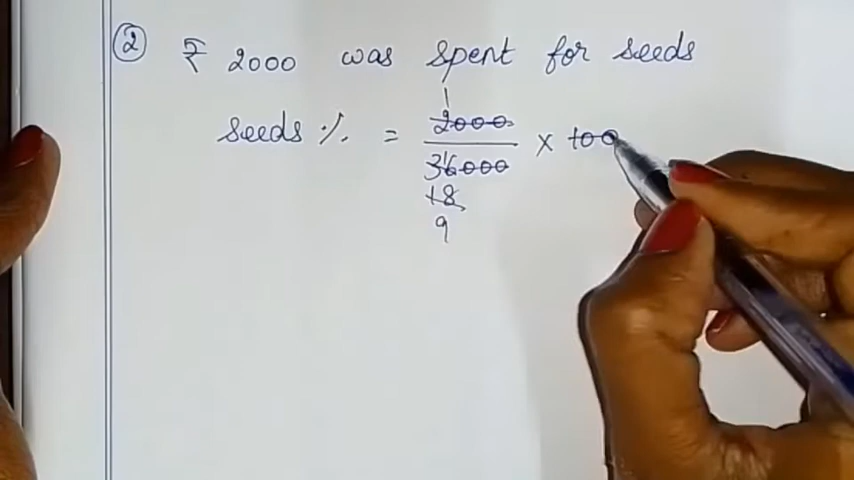 ② ₹ 2000 was spent for seeds
1
seeds % = 2000 / 36000 × 100
18
9